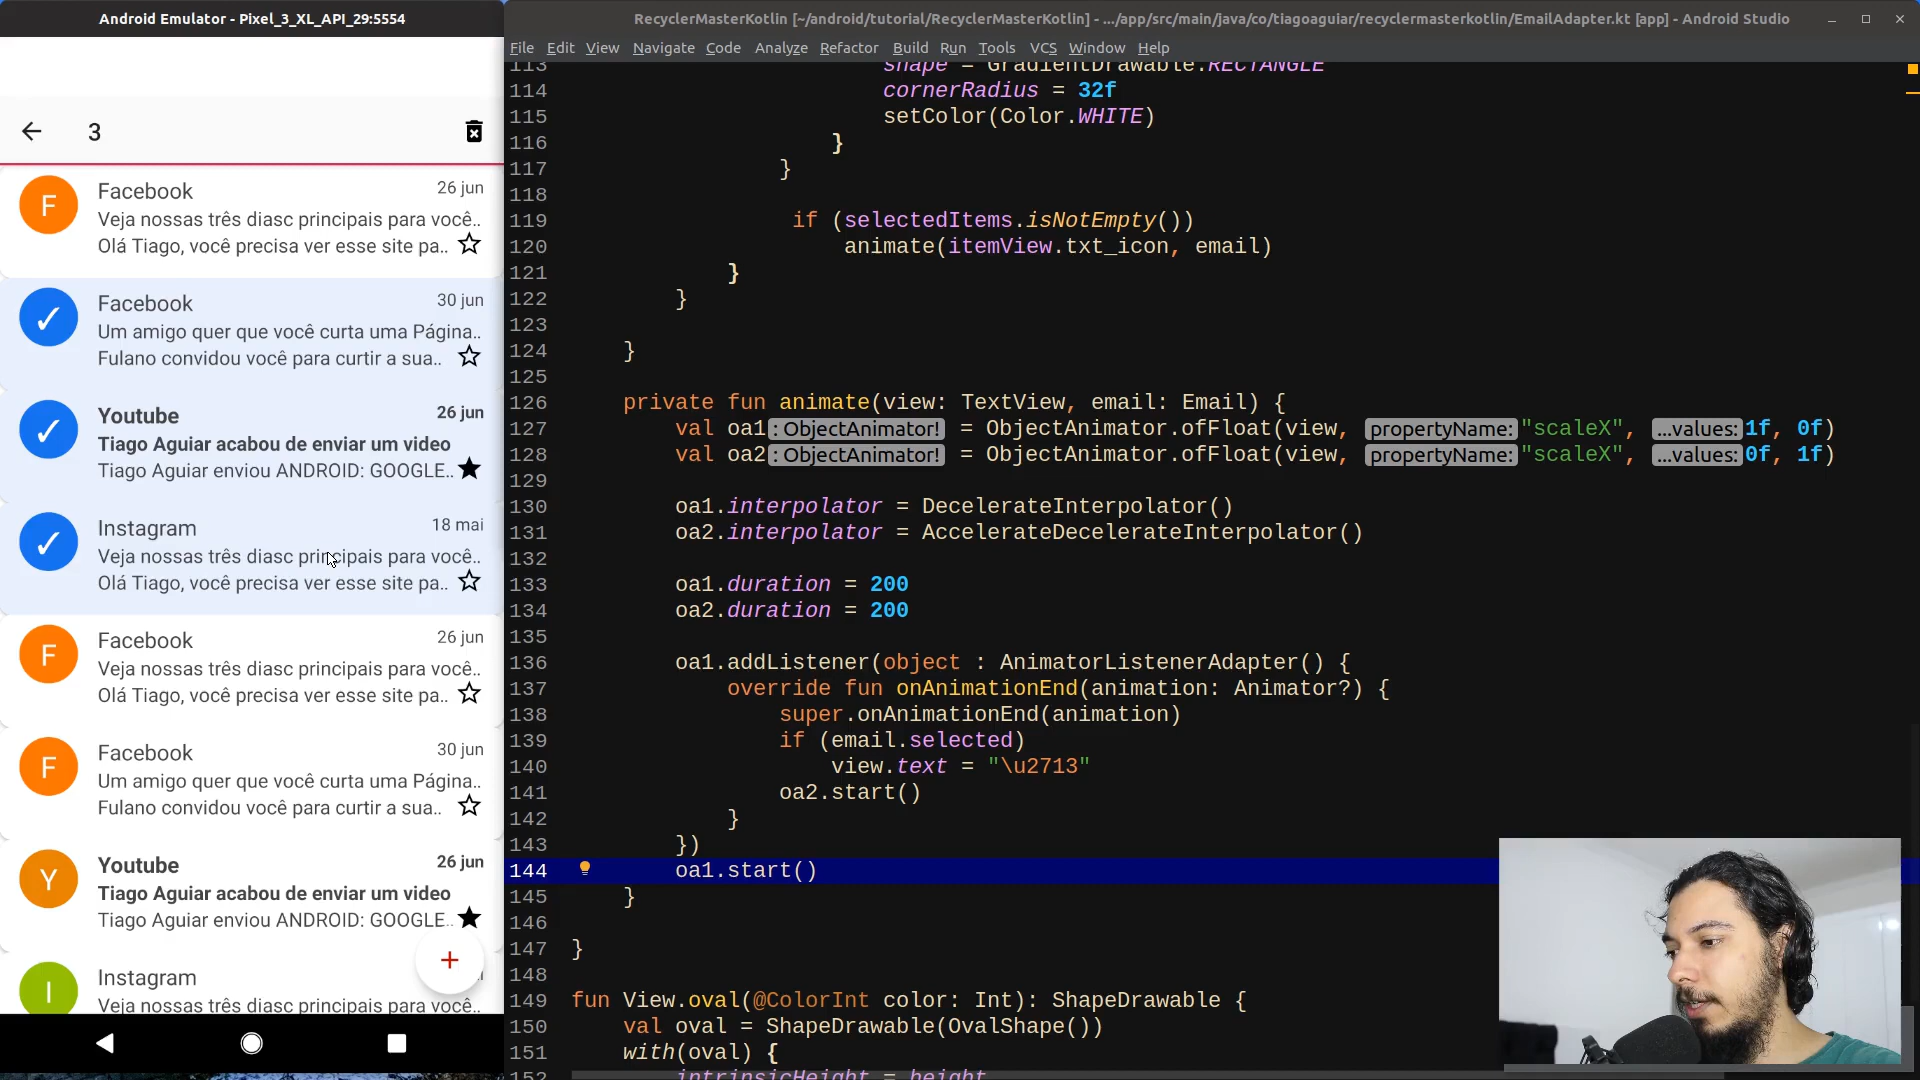 Android Emulator - Pixel_3_XL_API_29:5554
3
F
Facebook
26 jun
Veja nossas três diasc principais para você..
Olá Tiago, você precisa ver esse site pa..
✓
Facebook
30 jun
Um amigo quer que você curta uma Página..
Fulano convidou você para curtir a sua..
✓
Youtube
26 jun
Tiago Aguiar acabou de enviar um video
Tiago Aguiar enviou ANDROID: GOOGLE..
✓
Instagram
18 mai
Veja nossas três diasc principais para você..
Olá Tiago, você precisa ver esse site pa..
F
Facebook
26 jun
Veja nossas três diasc principais para você..
Olá Tiago, você precisa ver esse site pa..
F
Facebook
30 jun
Um amigo quer que você curta uma Página..
Fulano convidou você para curtir a sua..
Y
Youtube
26 jun
Tiago Aguiar acabou de enviar um video
Tiago Aguiar enviou ANDROID: GOOGLE..
+
I
Instagram
Veja nossas três diasc principais para você..
RecyclerMasterKotlin [~/android/tutorial/RecyclerMasterKotlin] - .../app/src/main/java/co/tiagoaguiar/recyclermasterkotlin/EmailAdapter.kt [app] - Android Studio
File Edit View Navigate Code Analyze Refactor Build Run Tools VCS Window Help
113 shape = GradientDrawable.RECTANGLE
114 cornerRadius = 32f
115 setColor(Color.WHITE)
116 }
117 }
118
119 if (selectedItems.isNotEmpty())
120 animate(itemView.txt_icon, email)
121 }
122 }
123
124 }
125
126 private fun animate(view: TextView, email: Email) {
127 val oa1 : ObjectAnimator! = ObjectAnimator.ofFloat(view, propertyName: "scaleX", ...values: 1f, 0f)
128 val oa2 : ObjectAnimator! = ObjectAnimator.ofFloat(view, propertyName: "scaleX", ...values: 0f, 1f)
129
130 oa1.interpolator = DecelerateInterpolator()
131 oa2.interpolator = AccelerateDecelerateInterpolator()
132
133 oa1.duration = 200
134 oa2.duration = 200
135
136 oa1.addListener(object : AnimatorListenerAdapter() {
137 override fun onAnimationEnd(animation: Animator?) {
138 super.onAnimationEnd(animation)
139 if (email.selected)
140 view.text = "\u2713"
141 oa2.start()
142 }
143 })
144 oa1.start()
145 }
146
147 }
148
149 fun View.oval(@ColorInt color: Int): ShapeDrawable {
150 val oval = ShapeDrawable(OvalShape())
151 with(oval) {
152 intrinsicHeight = height